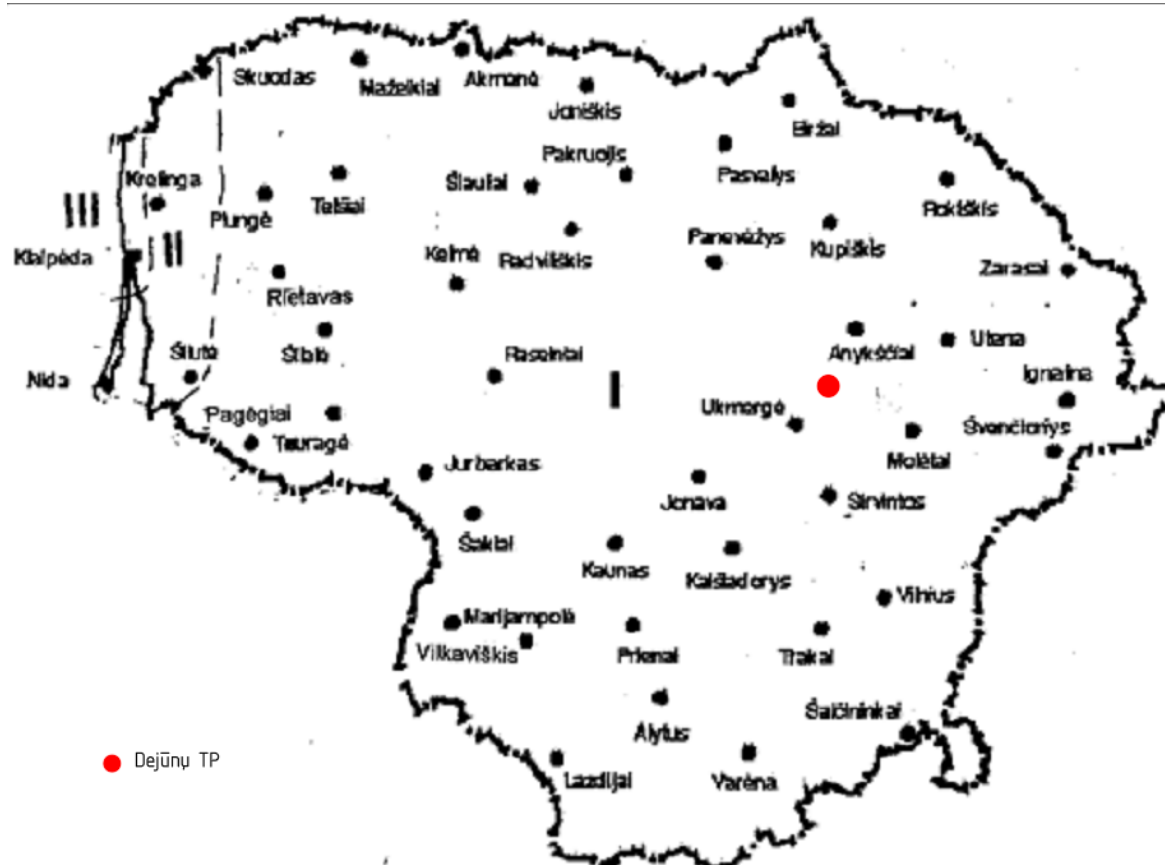 Skuodas
Mažeikiai
Akmenė
Joniškis
Biržai
Pakruojis
Pasvalys
Kretinga
Šiauliai
Rokiškis
Plungė
Telšiai
III
Panevėžys
Kupiškis
Klaipėda
II
Kelmė
Radviliškis
Zarasai
Rietavas
Anykščiai
Utena
Šilutė
Šilalė
Raseiniai
Ignalina
Nida
I
Ukmergė
Pagėgiai
Švenčionys
Tauragė
Molėtai
Jurbarkas
Jonava
Širvintos
Šakiai
Kaunas
Kaišiadorys
Vilnius
Marijampolė
Vilkaviškis
Prienai
Trakai
Šalčininkai
Alytus
Dejūnų TP
Lazdijai
Varėna